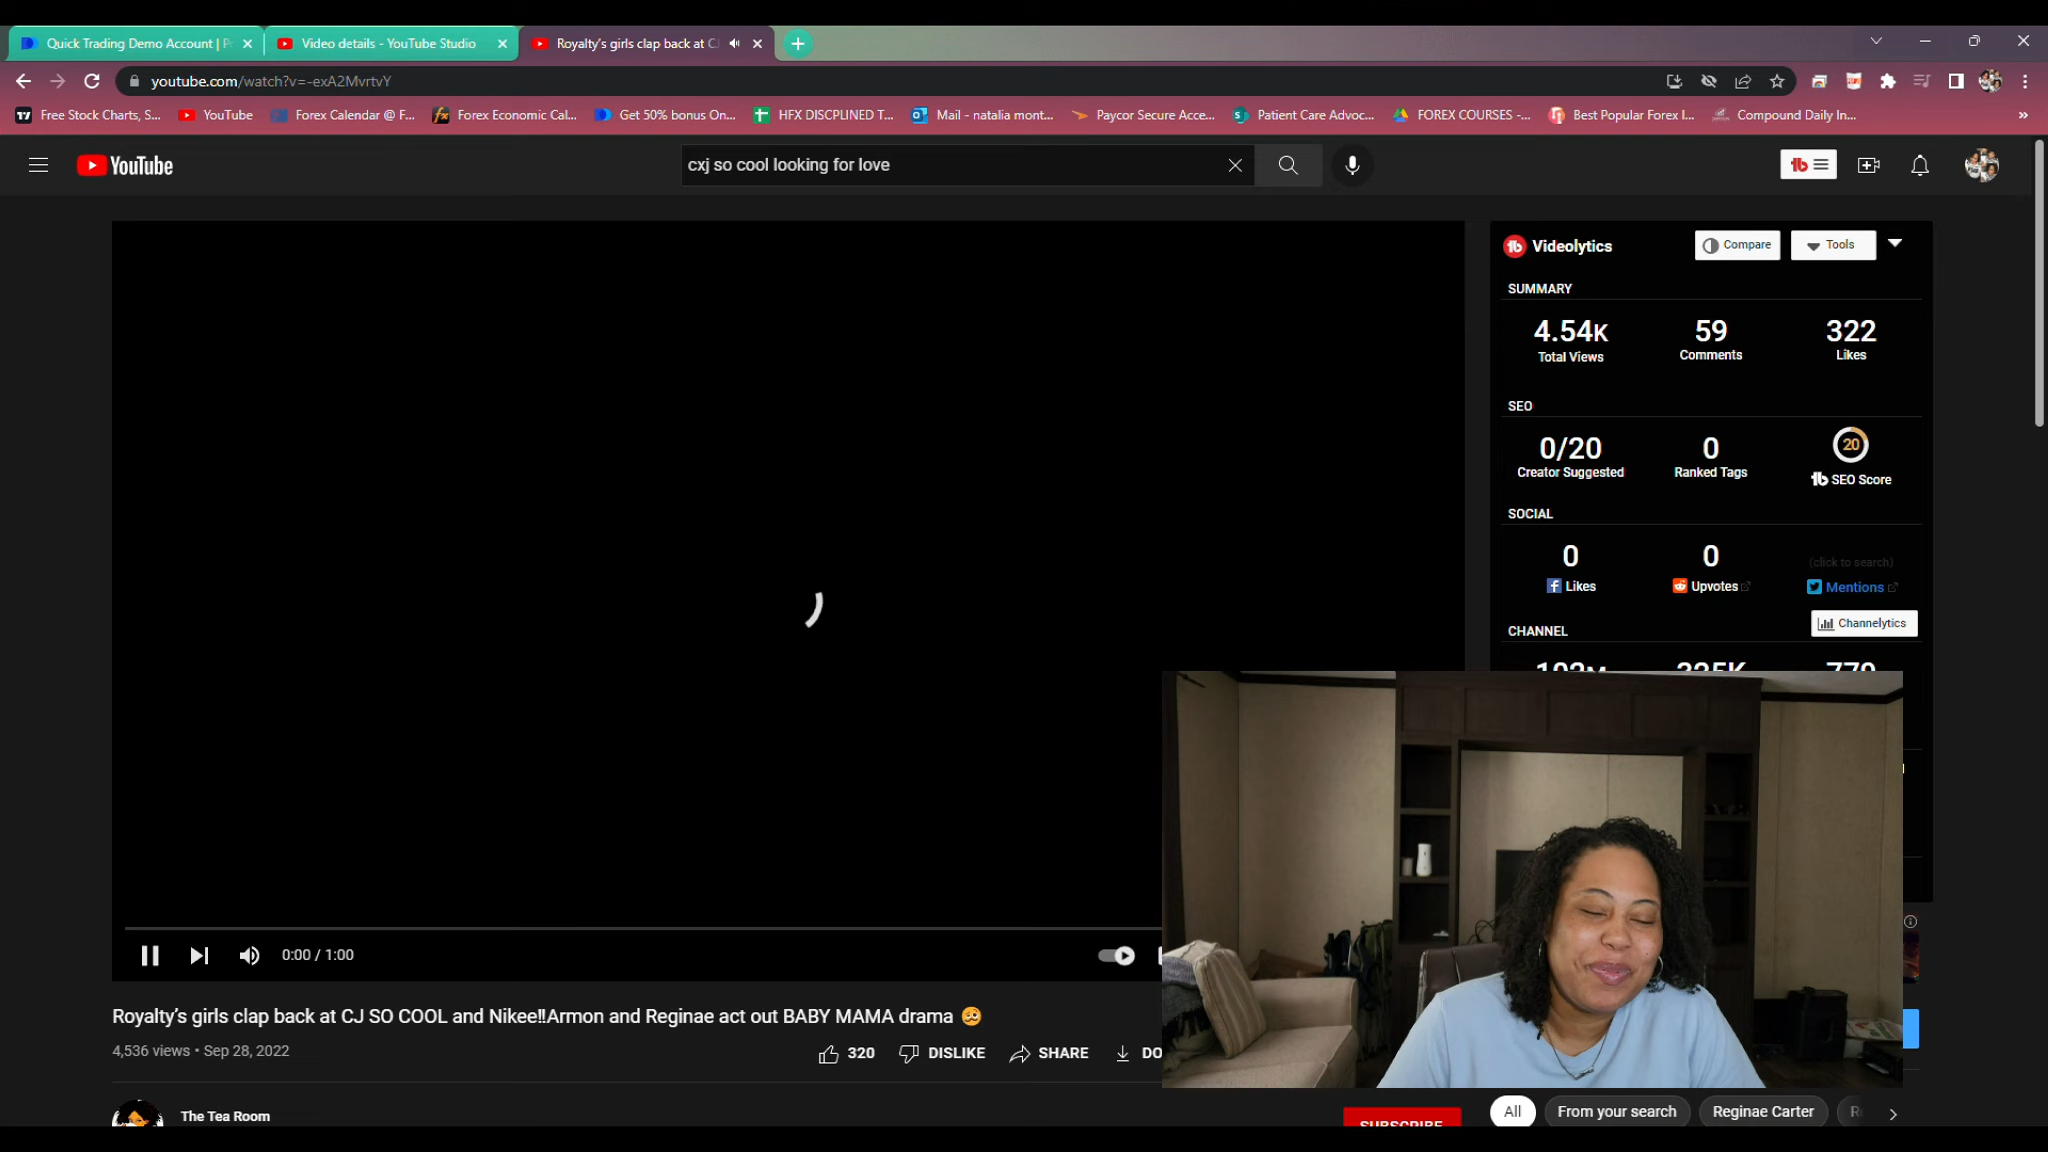 Quick Trading Demo Account | P
Video details - YouTube Studio
Royalty's girls clap back at CJ
youtube.com/watch?v=-exA2MvrtvY
Free Stock Charts, S...
YouTube
Forex Calendar @ F...
Forex Economic Cal...
Get 50% bonus On...
HFX DISCPLINED T...
Mail - natalia mont...
Paycor Secure Acce...
Patient Care Advoc...
FOREX COURSES -...
Best Popular Forex I...
Compound Daily In...
»
YouTube
cxj so cool looking for love
Videolytics
Compare
Tools
SUMMARY
4.54K
59
322
Total Views
Comments
Likes
SEO
0/20
0
20
Creator Suggested
Ranked Tags
SEO Score
SOCIAL
0
0
(click to search)
Likes
Upvotes
Mentions
CHANNEL
Channelytics
0:00 / 1:00
Royalty's girls clap back at CJ SO COOL and Nikee!!Armon and Reginae act out BABY MAMA drama 🥺
4,536 views • Sep 28, 2022
320
DISLIKE
SHARE
DO
The Tea Room
SUBSCRIBE
All
From your search
Reginae Carter